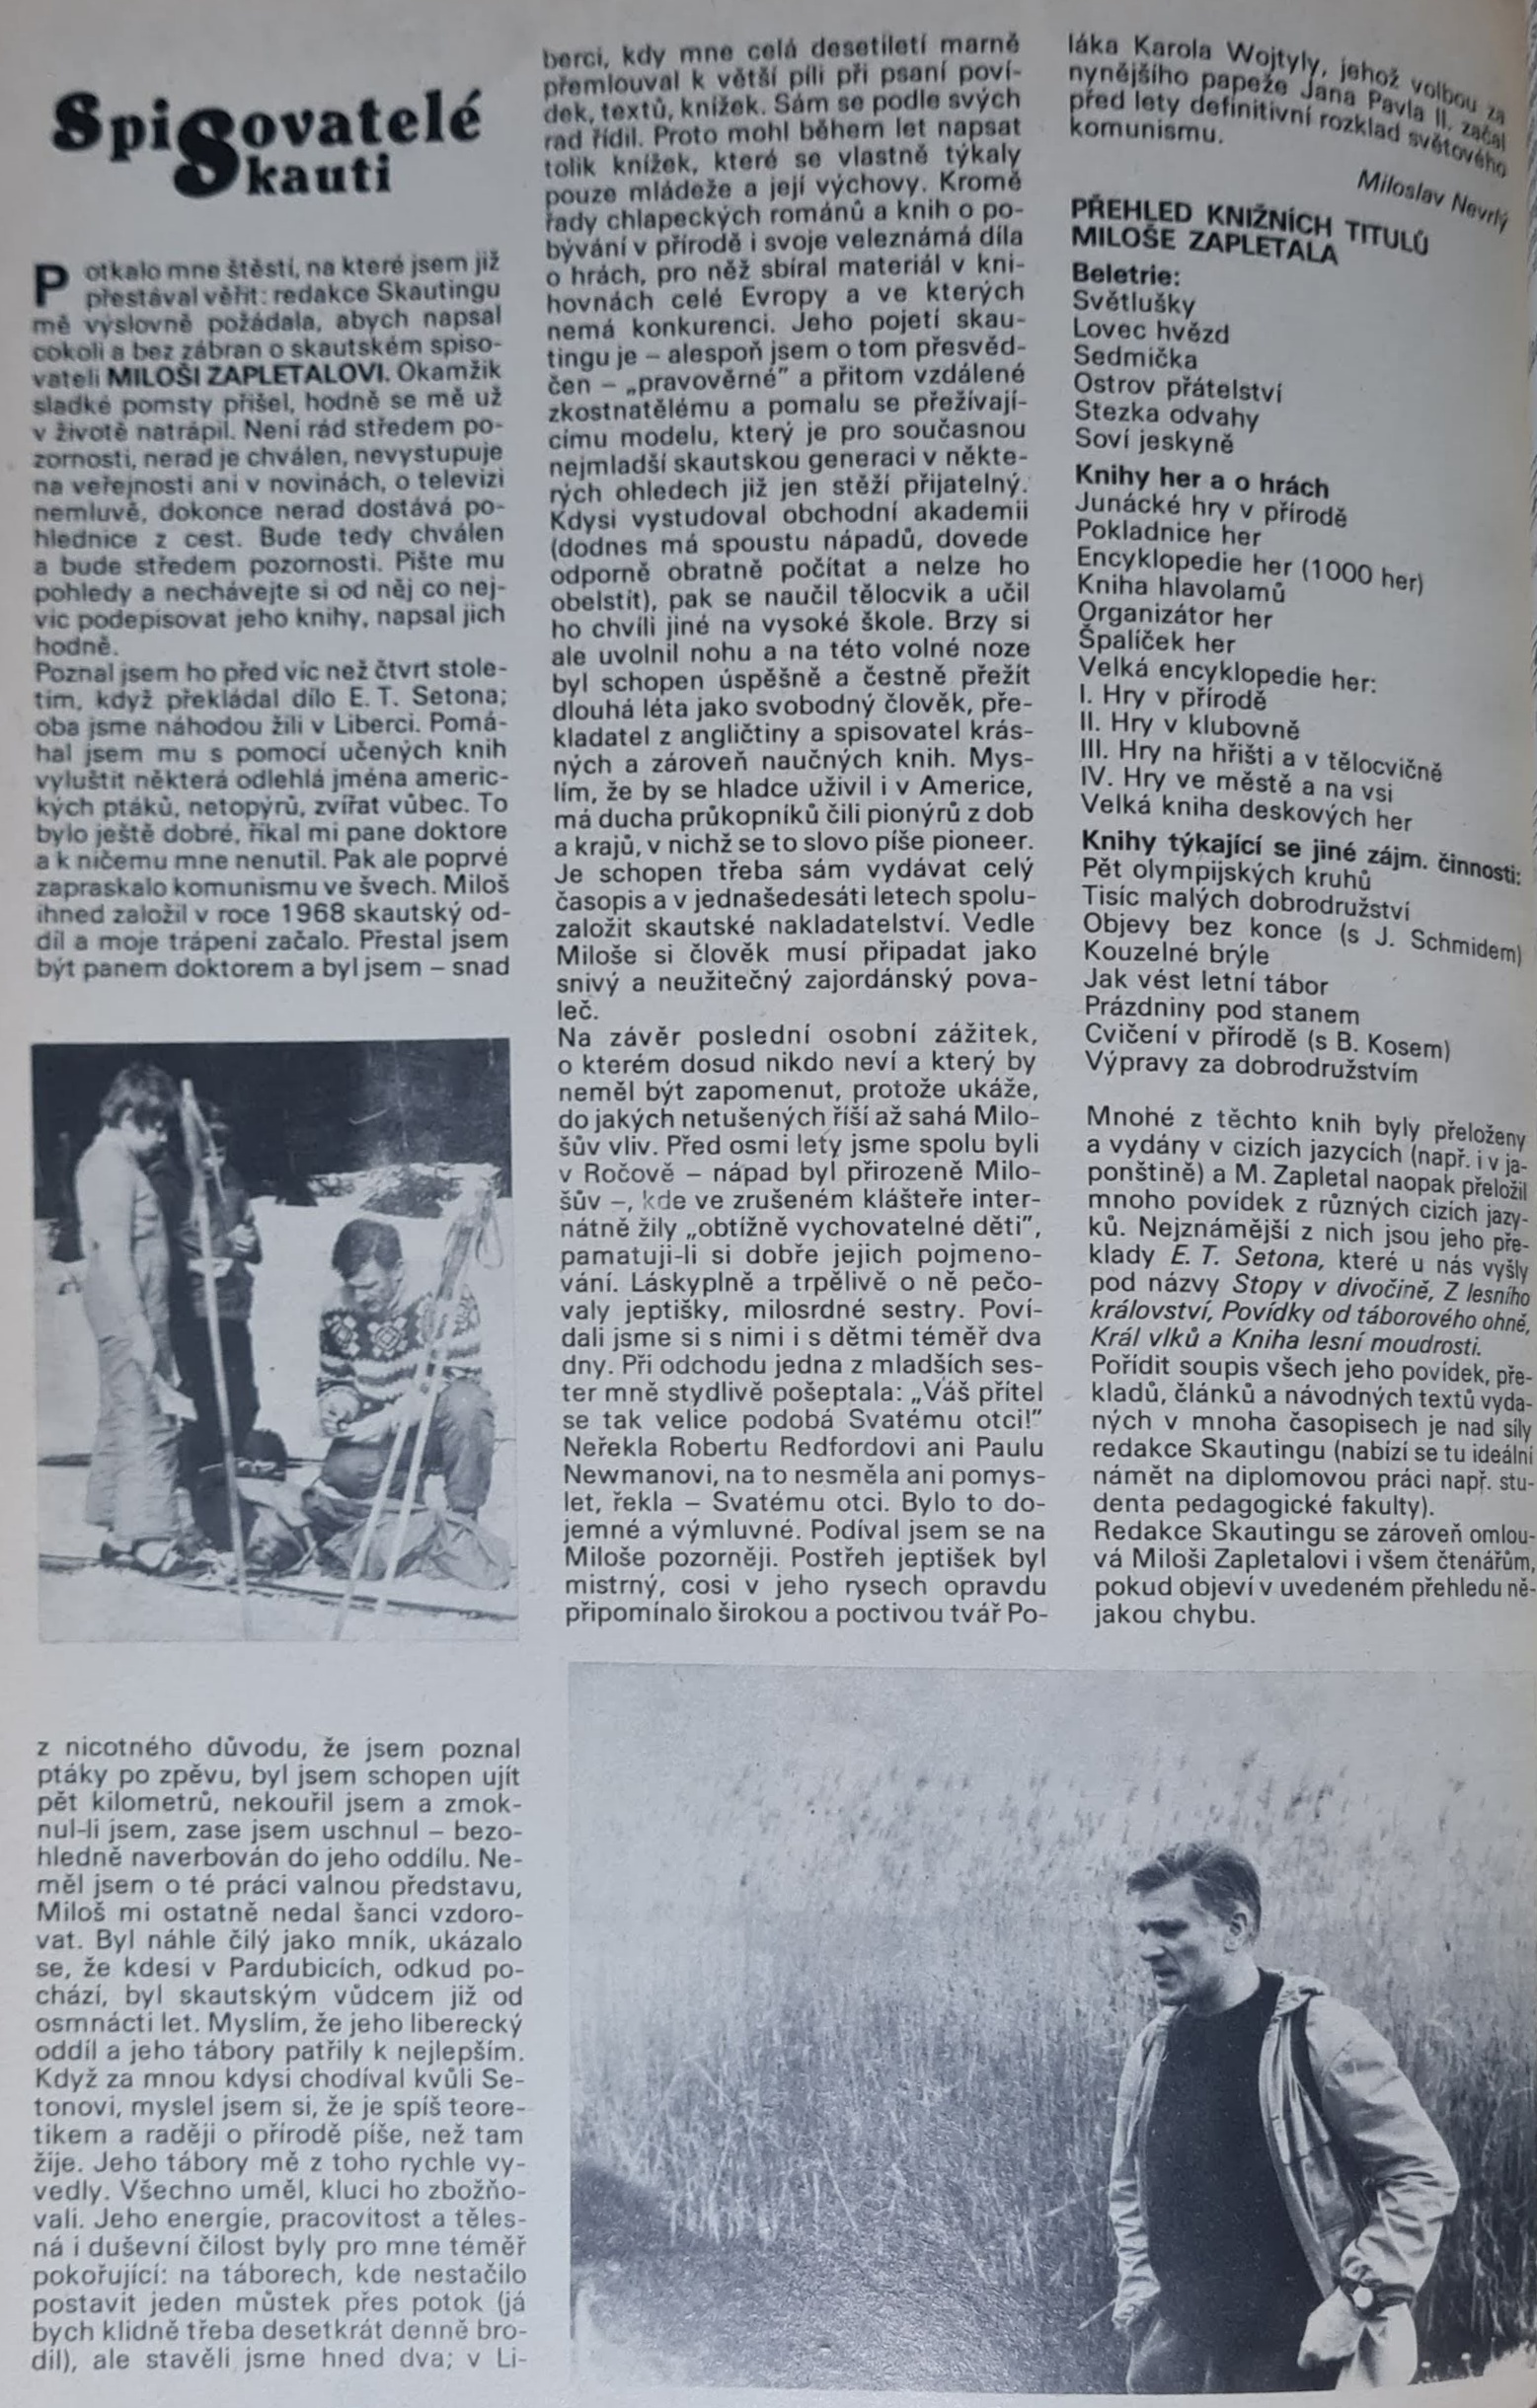 Spisovatelé
Skauti
Potkalo mne štěstí, na které jsem již
přestával věřit: redakce Skautingu
mě výslovně požádala, abych napsal
cokoli a bez zábran o skautském spiso-
vateli MILOŠI ZAPLETALOVI. Okamžik
sladké pomsty přišel, hodně se mě už
v životě natrápil. Není rád středem po-
zornosti, nerad je chválen, nevystupuje
na veřejnosti ani v novinách, o televizi
nemluvě, dokonce nerad dostává po-
hlednice z cest. Bude tedy chválen
a bude středem pozornosti. Pište mu
pohledy a nechávejte si od něj co nej-
víc podepisovat jeho knihy, napsal jich
hodně.
Poznal jsem ho před víc než čtvrt stole-
tím, když překládal dílo E. T. Setona;
oba jsme náhodou žili v Liberci. Pomá-
hal jsem mu s pomocí učených knih
vyluštit některá odlehlá jména americ-
kých ptáků, netopýrů, zvířat vůbec. To
bylo ještě dobré, říkal mi pane doktore
a k ničemu mne nenutil. Pak ale poprvé
zapraskalo komunismu ve švech. Miloš
ihned založil v roce 1968 skautský od-
díl a moje trápení začalo. Přestal jsem
být panem doktorem a byl jsem – snad
z nicotného důvodu, že jsem poznal
ptáky po zpěvu, byl jsem schopen ujít
pět kilometrů, nekouřil jsem a zmok-
nul-li jsem, zase jsem uschnul – bezo-
hledně naverbován do jeho oddílu. Ne-
měl jsem o té práci valnou představu,
Miloš mi ostatně nedal šanci vzdoro-
vat. Byl náhle čilý jako mník, ukázalo
se, že kdesi v Pardubicích, odkud po-
chází, byl skautským vůdcem již od
osmnácti let. Myslím, že jeho liberecký
oddíl a jeho tábory patřily k nejlepším.
Když za mnou kdysi chodíval kvůli Se-
tonovi, myslel jsem si, že je spíš teore-
tikem a raději o přírodě píše, než tam
žije. Jeho tábory mě z toho rychle vy-
vedly. Všechno uměl, kluci ho zbožňo-
vali. Jeho energie, pracovitost a těles-
ná i duševní čilost byly pro mne téměř
pokořující: na táborech, kde nestačilo
postavit jeden můstek přes potok (já
bych klidně třeba desetkrát denně bro-
dil), ale stavěli jsme hned dva; v Li-
berci, kdy mne celá desetiletí marně
přemlouval k větší píli při psaní poví-
dek, textů, knížek. Sám se podle svých
rad řídil. Proto mohl během let napsat
tolik knížek, které se vlastně týkaly
pouze mládeže a její výchovy. Kromě
řady chlapeckých románů a knih o po-
bývání v přírodě i svoje veleznámá díla
o hrách, pro něž sbíral materiál v kni-
hovnách celé Evropy a ve kterých
nemá konkurenci. Jeho pojetí skau-
tingu je – alespoň jsem o tom přesvěd-
čen – „pravověrné” a přitom vzdálené
zkostnatělému a pomalu se přežívají-
címu modelu, který je pro současnou
nejmladší skautskou generaci v někte-
rých ohledech již jen stěží přijatelný.
Kdysi vystudoval obchodní akademii
(dodnes má spoustu nápadů, dovede
odporně obratně počítat a nelze ho
obelstít), pak se naučil tělocvik a učil
ho chvíli jiné na vysoké škole. Brzy si
ale uvolnil nohu a na této volné noze
byl schopen úspěšně a čestně přežít
dlouhá léta jako svobodný člověk, pře-
kladatel z angličtiny a spisovatel krás-
ných a zároveň naučných knih. Mys-
lím, že by se hladce uživil i v Americe,
má ducha průkopníků čili pionýrů z dob
a krajů, v nichž se to slovo píše pioneer.
Je schopen třeba sám vydávat celý
časopis a v jednašedesáti letech spolu-
založit skautské nakladatelství. Vedle
Miloše si člověk musí připadat jako
snivý a neužitečný zajordánský pova-
leč.
Na závěr poslední osobní zážitek,
o kterém dosud nikdo neví a který by
neměl být zapomenut, protože ukáže,
do jakých netušených říší až sahá Milo-
šův vliv. Před osmi lety jsme spolu byli
v Ročově – nápad byl přirozeně Milo-
šův –, kde ve zrušeném klášteře inter-
nátně žily „obtížně vychovatelné děti”,
pamatuji-li si dobře jejich pojmeno-
vání. Láskyplně a trpělivě o ně pečo-
valy jeptišky, milosrdné sestry. Poví-
dali jsme si s nimi i s dětmi téměř dva
dny. Při odchodu jedna z mladších ses-
ter mně stydlivě pošeptala: „Váš přítel
se tak velice podobá Svatému otci!”
Neřekla Robertu Redfordovi ani Paulu
Newmanovi, na to nesměla ani pomys-
let, řekla – Svatému otci. Bylo to do-
jemné a výmluvné. Podíval jsem se na
Miloše pozorněji. Postřeh jeptišek byl
mistrný, cosi v jeho rysech opravdu
připomínalo širokou a poctivou tvář Po-
láka Karola Wojtyly, jehož volbou za
nynějšího papeže Jana Pavla II. začal
před lety definitivní rozklad světového
komunismu.
Miloslav Nevrlý
PŘEHLED KNIŽNÍCH TITULŮ
MILOŠE ZAPLETALA
Beletrie:
Světlušky
Lovec hvězd
Sedmička
Ostrov přátelství
Stezka odvahy
Soví jeskyně
Knihy her a o hrách
Junácké hry v přírodě
Pokladnice her
Encyklopedie her (1000 her)
Kniha hlavolamů
Organizátor her
Špalíček her
Velká encyklopedie her:
I. Hry v přírodě
II. Hry v klubovně
III. Hry na hřišti a v tělocvičně
IV. Hry ve městě a na vsi
Velká kniha deskových her
Knihy týkající se jiné zájm. činnosti:
Pět olympijských kruhů
Tisíc malých dobrodružství
Objevy bez konce (s J. Schmidem)
Kouzelné brýle
Jak vést letní tábor
Prázdniny pod stanem
Cvičení v přírodě (s B. Kosem)
Výpravy za dobrodružstvím
Mnohé z těchto knih byly přeloženy
a vydány v cizích jazycích (např. i v ja-
ponštině) a M. Zapletal naopak přeložil
mnoho povídek z různých cizích jazy-
ků. Nejznámější z nich jsou jeho pře-
klady E. T. Setona, které u nás vyšly
pod názvy Stopy v divočině, Z lesního
království, Povídky od táborového ohně,
Král vlků a Kniha lesní moudrosti.
Pořídit soupis všech jeho povídek, pře-
kladů, článků a návodných textů vyda-
ných v mnoha časopisech je nad síly
redakce Skautingu (nabízí se tu ideální
námět na diplomovou práci např. stu-
denta pedagogické fakulty).
Redakce Skautingu se zároveň omlou-
vá Miloši Zapletalovi i všem čtenářům,
pokud objeví v uvedeném přehledu ně-
jakou chybu.